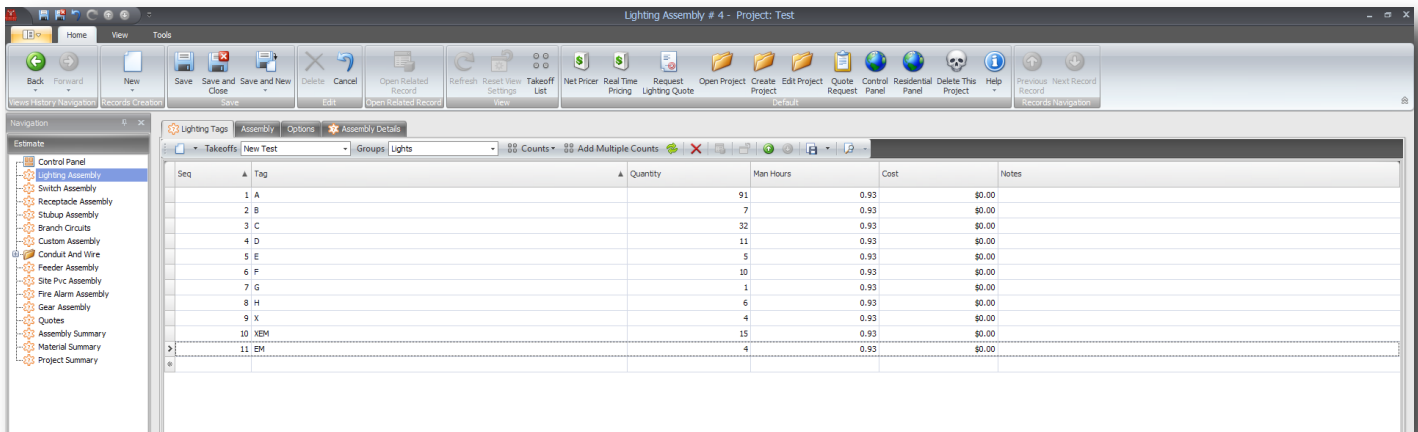 Lighting Assembly # 4 - Project: Test
Home View Tools
Back Forward New Save Save and Close Save and New Delete Cancel Open Related Record Refresh Reset View Settings Takeoff List Net Pricer Real Time Pricing Request Lighting Quote Open Project Create Project Edit Project Quote Request Control Panel Residential Panel Delete This Project Help Previous Record Next Record
Views History Navigation Records Creation Save Edit Open Related Record View Default Records Navigation
Navigation
Estimate
Control Panel
Lighting Assembly
Switch Assembly
Receptacle Assembly
Stubup Assembly
Branch Circuits
Custom Assembly
Conduit And Wire
Feeder Assembly
Site Pvc Assembly
Fire Alarm Assembly
Gear Assembly
Quotes
Assembly Summary
Material Summary
Project Summary
Lighting Tags Assembly Options Assembly Details
Takeoffs New Test Groups Lights Counts Add Multiple Counts
Seq Tag Quantity Man Hours Cost Notes
1 A 91 0.93 $0.00
2 B 7 0.93 $0.00
3 C 32 0.93 $0.00
4 D 11 0.93 $0.00
5 E 5 0.93 $0.00
6 F 10 0.93 $0.00
7 G 1 0.93 $0.00
8 H 6 0.93 $0.00
9 X 4 0.93 $0.00
10 XEM 15 0.93 $0.00
11 EM 4 0.93 $0.00